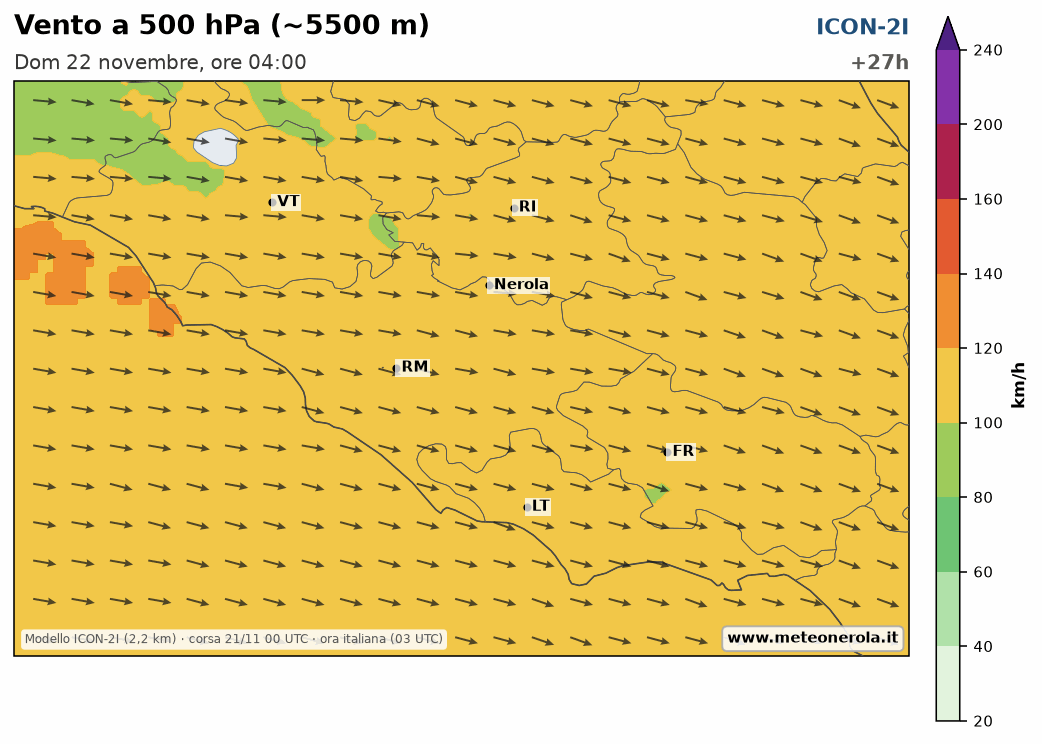 Vento a 500 hPa (~5500 m)
ICON-2I
Dom 22 novembre, ore 04:00
+27h
VT
RI
Nerola
RM
FR
LT
Modello ICON-2I (2,2 km) · corsa 21/11 00 UTC · ora italiana (03 UTC)
www.meteonerola.it
240
200
160
140
120
100
80
60
40
20
km/h